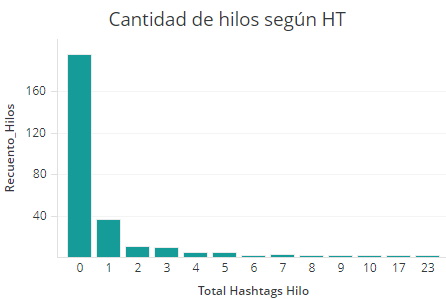 Cantidad de hilos según HT
Recuento_Hilos
160
120
80
40
0 1 2 3 4 5 6 7 8 9 10 17 23
Total Hashtags Hilo